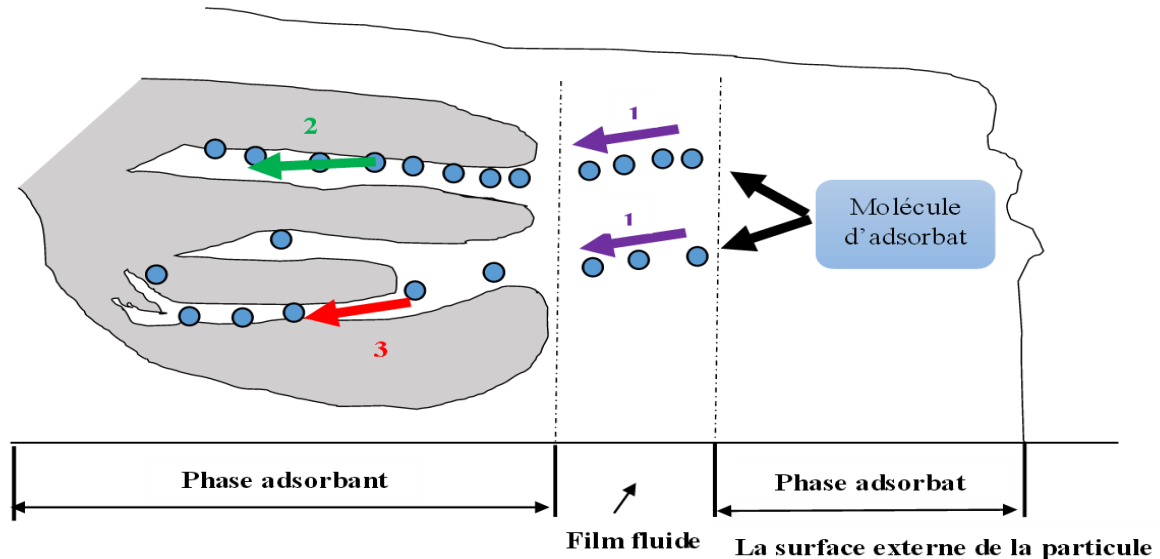 1
2
Molécule
d'adsorbat
1
3
Phase adsorbant
Phase adsorbat
Film fluide
La surface externe de la particule